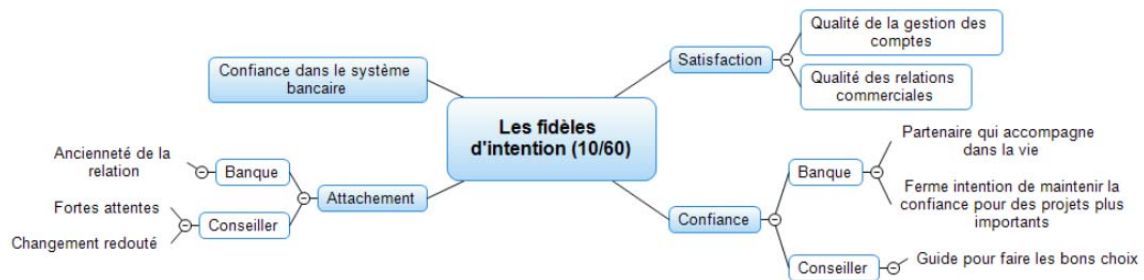 Qualité de la gestion des
comptes
Satisfaction
Qualité des relations
commerciales
Confiance dans le système
bancaire
Les fidèles
d'intention (10/60)
Partenaire qui accompagne
dans la vie
Banque
Ferme intention de maintenir la
confiance pour des projets plus
importants
Confiance
Conseiller
Guide pour faire les bons choix
Ancienneté de la
relation
Banque
Attachement
Fortes attentes
Conseiller
Changement redouté